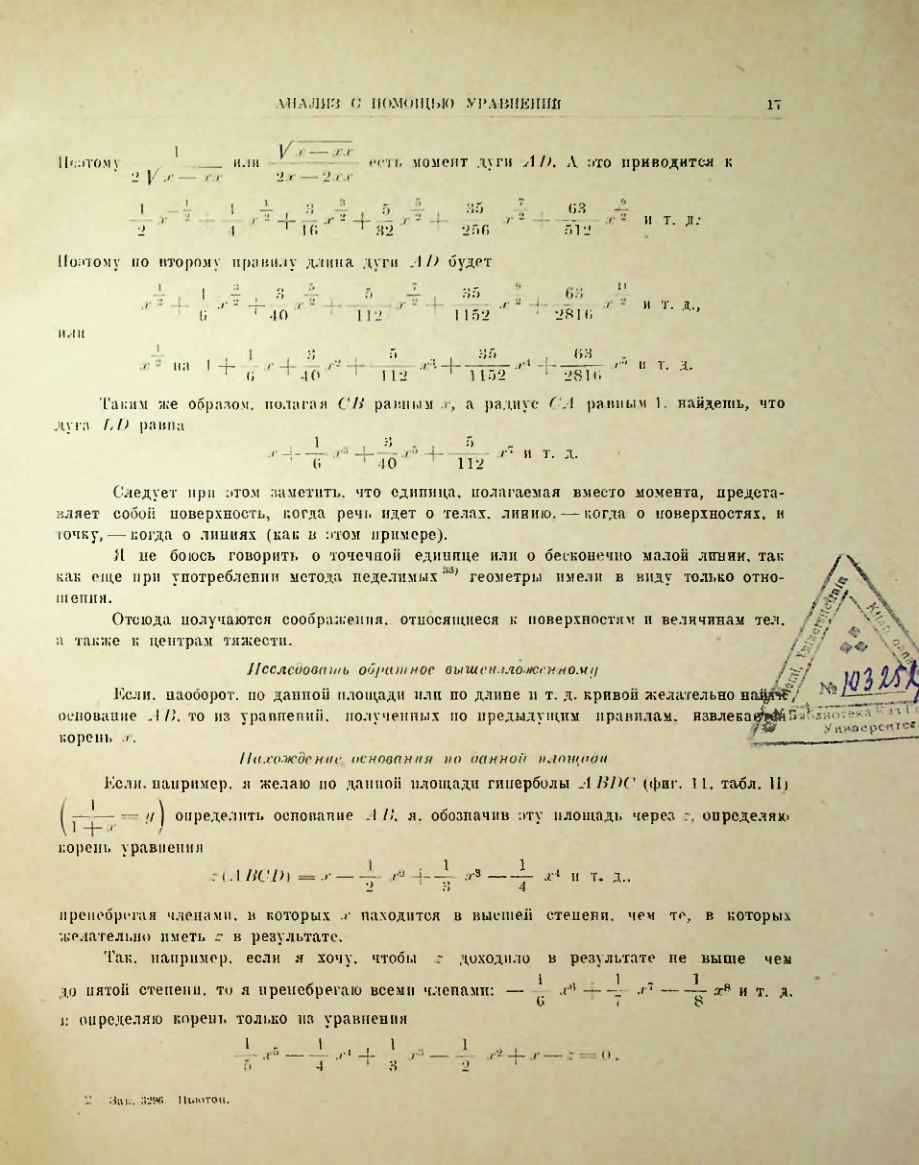 АНАЛИЗ С ПОМОЩЬЮ УРАВНЕНИЙ 17
Поэтому 1/(2√(x — xx)) или √(x — xx)/(2x — 2xx) есть момент дуги AD. А это приводится к
1/2 x^(-1/2) + 1/4 x^(1/2) + 3/16 x^(3/2) + 5/32 x^(5/2) + 35/256 x^(7/2) — 63/512 x^(9/2) и т. д.
Поэтому по второму правилу длина дуги AD будет
x^(1/2) + 1/6 x^(3/2) + 3/40 x^(5/2) + 5/112 x^(7/2) + 35/1152 x^(9/2) + 63/2816 x^(11/2) и т. д.,
или
x^(1/2) на 1 + 1/6 x + 3/40 x² + 5/112 x³ + 35/1152 x⁴ + 63/2816 x⁵ и т. д.
Таким же образом, полагая CB равным x, а радиус CA равным 1, найдешь, что
дуга LD равна
x + 1/6 x³ + 3/40 x⁵ + 5/112 x⁷ и т. д.
Следует при этом заметить, что единица, полагаемая вместо момента, предста-
вляет собой поверхность, когда речь идет о телах, линию, — когда о поверхностях, и
точку, — когда о линиях (как в этом примере).
Я не боюсь говорить о точечной единице или о бесконечно малой линии, так
как еще при употреблении метода неделимых ³³⁾ геометры имели в виду только отно-
шения.
Отсюда получаются соображения, относящиеся к поверхностям и величинам тел,
а также к центрам тяжести.
Исследовать обратное вышеизложенному
Если, наоборот, по данной площади или по длине и т. д. кривой желательно найти
основание AB, то из уравнений, полученных по предыдущим правилам, извлекается
корень x.
Нахождение основания по данной площади
Если, например, я желаю по данной площади гиперболы ABDC (фиг. 11, табл. II)
(1/(1 + x) = y) определить основание AB, я, обозначив эту площадь через z, определяю
корень уравнения
z (ABCD) = x — 1/2 x² + 1/3 x³ — 1/4 x⁴ и т. д.,
пренебрегая членами, в которых x находится в высшей степени, чем те, в которых
желательно иметь z в результате.
Так, например, если я хочу, чтобы z доходило в результате не выше чем
до пятой степени, то я пренебрегаю всеми членами: — 1/6 x⁶ — 1/7 x⁷ — 1/8 x⁸ и т. д.
и определяю корень только из уравнения
1/5 x⁵ — 1/4 x⁴ + 1/3 x³ — 1/2 x² + x — z = 0.
2 Зак. 3296. Ньютон.
№ 103252